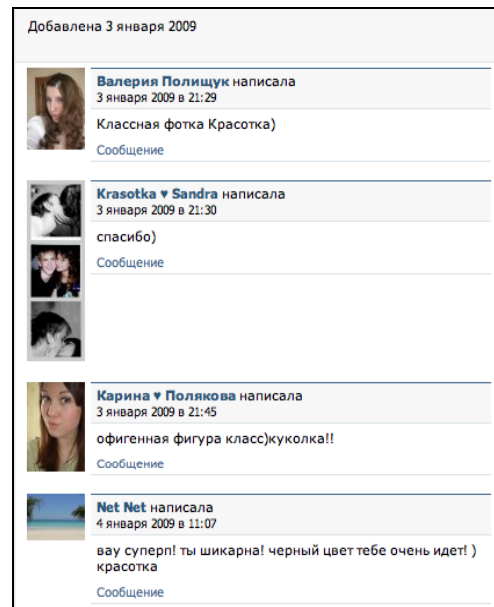 Добавлена 3 января 2009
Валерия Полищук написала
3 января 2009 в 21:29
Классная фотка Красотка)
Сообщение
Krasotka ♥ Sandra написала
3 января 2009 в 21:30
спасибо)
Сообщение
Карина ♥ Полякова написала
3 января 2009 в 21:45
офигенная фигура класс)куколка!!
Сообщение
Net Net написала
4 января 2009 в 11:07
вау суперп! ты шикарна! черный цвет тебе очень идет! )
красотка
Сообщение